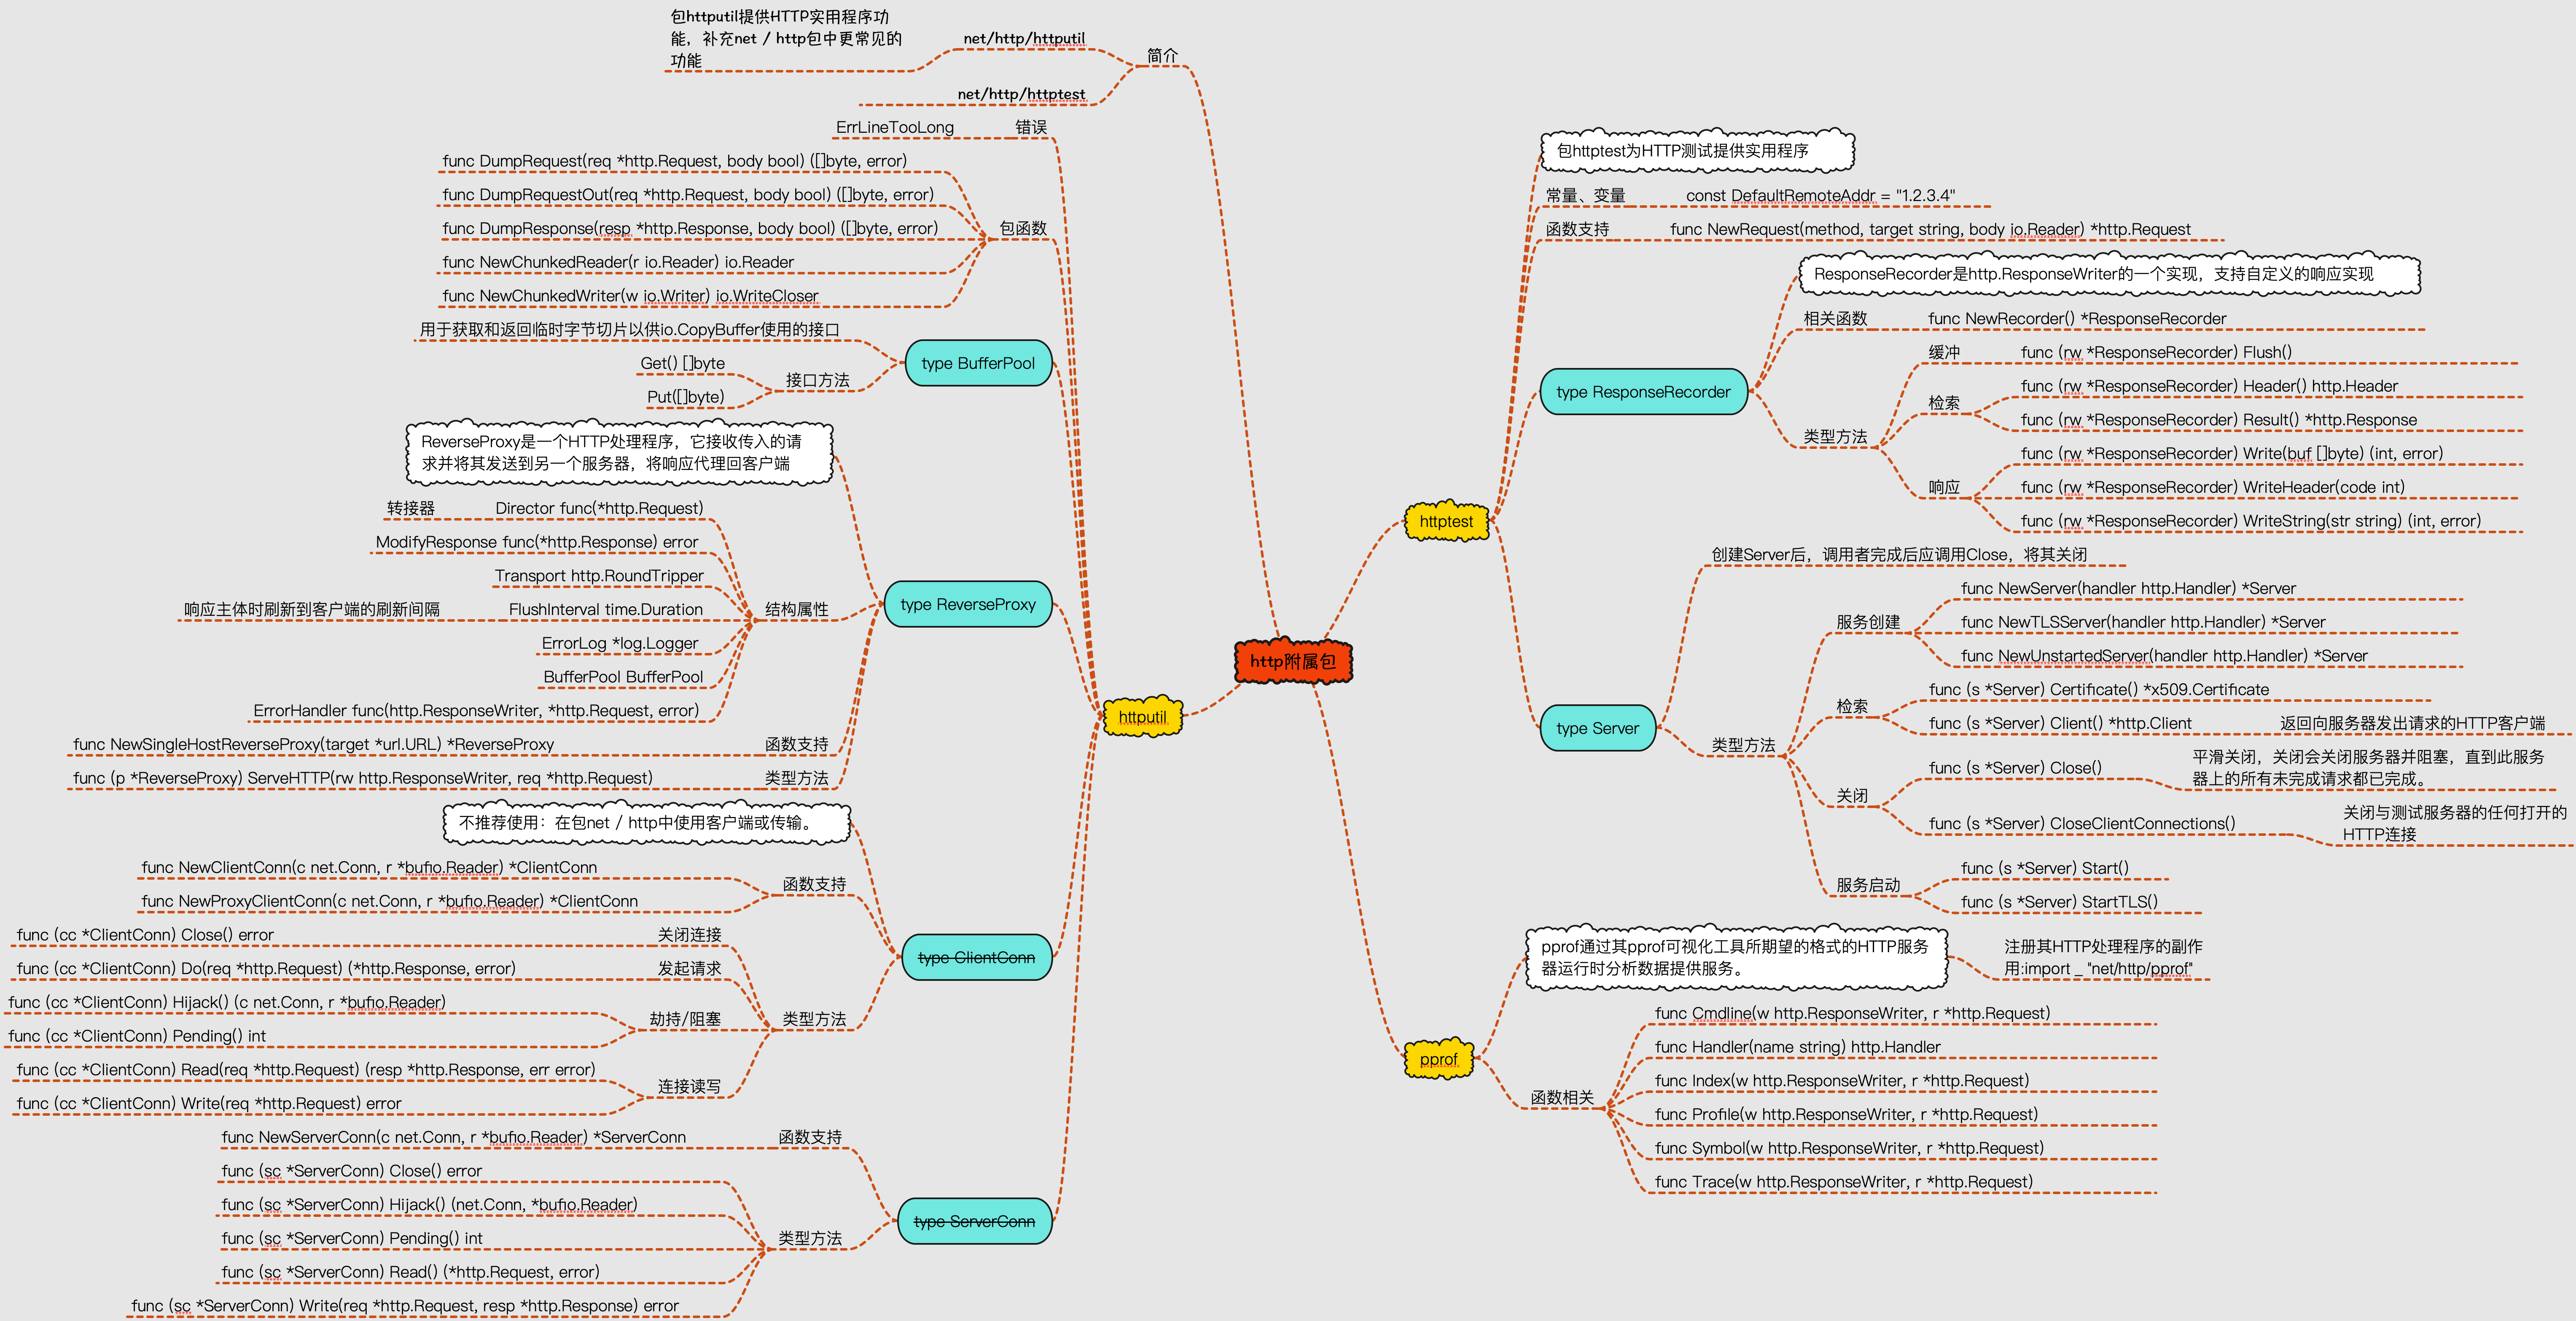 http附属包
简介
net/http/httputil
包httputil提供HTTP实用程序功
能，补充net / http包中更常见的
功能
net/http/httptest
httputil
错误
ErrLineTooLong
包函数
func DumpRequest(req *http.Request, body bool) ([]byte, error)
func DumpRequestOut(req *http.Request, body bool) ([]byte, error)
func DumpResponse(resp *http.Response, body bool) ([]byte, error)
func NewChunkedReader(r io.Reader) io.Reader
func NewChunkedWriter(w io.Writer) io.WriteCloser
type BufferPool
用于获取和返回临时字节切片以供io.CopyBuffer使用的接口
接口方法
Get() []byte
Put([]byte)
type ReverseProxy
ReverseProxy是一个HTTP处理程序，它接收传入的请
求并将其发送到另一个服务器，将响应代理回客户端
结构属性
Director func(*http.Request)
转接器
ModifyResponse func(*http.Response) error
Transport http.RoundTripper
FlushInterval time.Duration
响应主体时刷新到客户端的刷新间隔
ErrorLog *log.Logger
BufferPool BufferPool
ErrorHandler func(http.ResponseWriter, *http.Request, error)
函数支持
func NewSingleHostReverseProxy(target *url.URL) *ReverseProxy
类型方法
func (p *ReverseProxy) ServeHTTP(rw http.ResponseWriter, req *http.Request)
type ClientConn
不推荐使用：在包net / http中使用客户端或传输。
函数支持
func NewClientConn(c net.Conn, r *bufio.Reader) *ClientConn
func NewProxyClientConn(c net.Conn, r *bufio.Reader) *ClientConn
类型方法
关闭连接
func (cc *ClientConn) Close() error
发起请求
func (cc *ClientConn) Do(req *http.Request) (*http.Response, error)
劫持/阻塞
func (cc *ClientConn) Hijack() (c net.Conn, r *bufio.Reader)
func (cc *ClientConn) Pending() int
连接读写
func (cc *ClientConn) Read(req *http.Request) (resp *http.Response, err error)
func (cc *ClientConn) Write(req *http.Request) error
type ServerConn
函数支持
func NewServerConn(c net.Conn, r *bufio.Reader) *ServerConn
类型方法
func (sc *ServerConn) Close() error
func (sc *ServerConn) Hijack() (net.Conn, *bufio.Reader)
func (sc *ServerConn) Pending() int
func (sc *ServerConn) Read() (*http.Request, error)
func (sc *ServerConn) Write(req *http.Request, resp *http.Response) error
httptest
包httptest为HTTP测试提供实用程序
常量、变量
const DefaultRemoteAddr = "1.2.3.4"
函数支持
func NewRequest(method, target string, body io.Reader) *http.Request
type ResponseRecorder
ResponseRecorder是http.ResponseWriter的一个实现，支持自定义的响应实现
相关函数
func NewRecorder() *ResponseRecorder
类型方法
缓冲
func (rw *ResponseRecorder) Flush()
检索
func (rw *ResponseRecorder) Header() http.Header
func (rw *ResponseRecorder) Result() *http.Response
响应
func (rw *ResponseRecorder) Write(buf []byte) (int, error)
func (rw *ResponseRecorder) WriteHeader(code int)
func (rw *ResponseRecorder) WriteString(str string) (int, error)
type Server
创建Server后，调用者完成后应调用Close，将其关闭
类型方法
服务创建
func NewServer(handler http.Handler) *Server
func NewTLSServer(handler http.Handler) *Server
func NewUnstartedServer(handler http.Handler) *Server
检索
func (s *Server) Certificate() *x509.Certificate
func (s *Server) Client() *http.Client
返回向服务器发出请求的HTTP客户端
关闭
func (s *Server) Close()
平滑关闭，关闭会关闭服务器并阻塞，直到此服务
器上的所有未完成请求都已完成。
func (s *Server) CloseClientConnections()
关闭与测试服务器的任何打开的
HTTP连接
服务启动
func (s *Server) Start()
func (s *Server) StartTLS()
pprof
pprof通过其pprof可视化工具所期望的格式的HTTP服务
器运行时分析数据提供服务。
注册其HTTP处理程序的副作
用:import _ "net/http/pprof"
函数相关
func Cmdline(w http.ResponseWriter, r *http.Request)
func Handler(name string) http.Handler
func Index(w http.ResponseWriter, r *http.Request)
func Profile(w http.ResponseWriter, r *http.Request)
func Symbol(w http.ResponseWriter, r *http.Request)
func Trace(w http.ResponseWriter, r *http.Request)